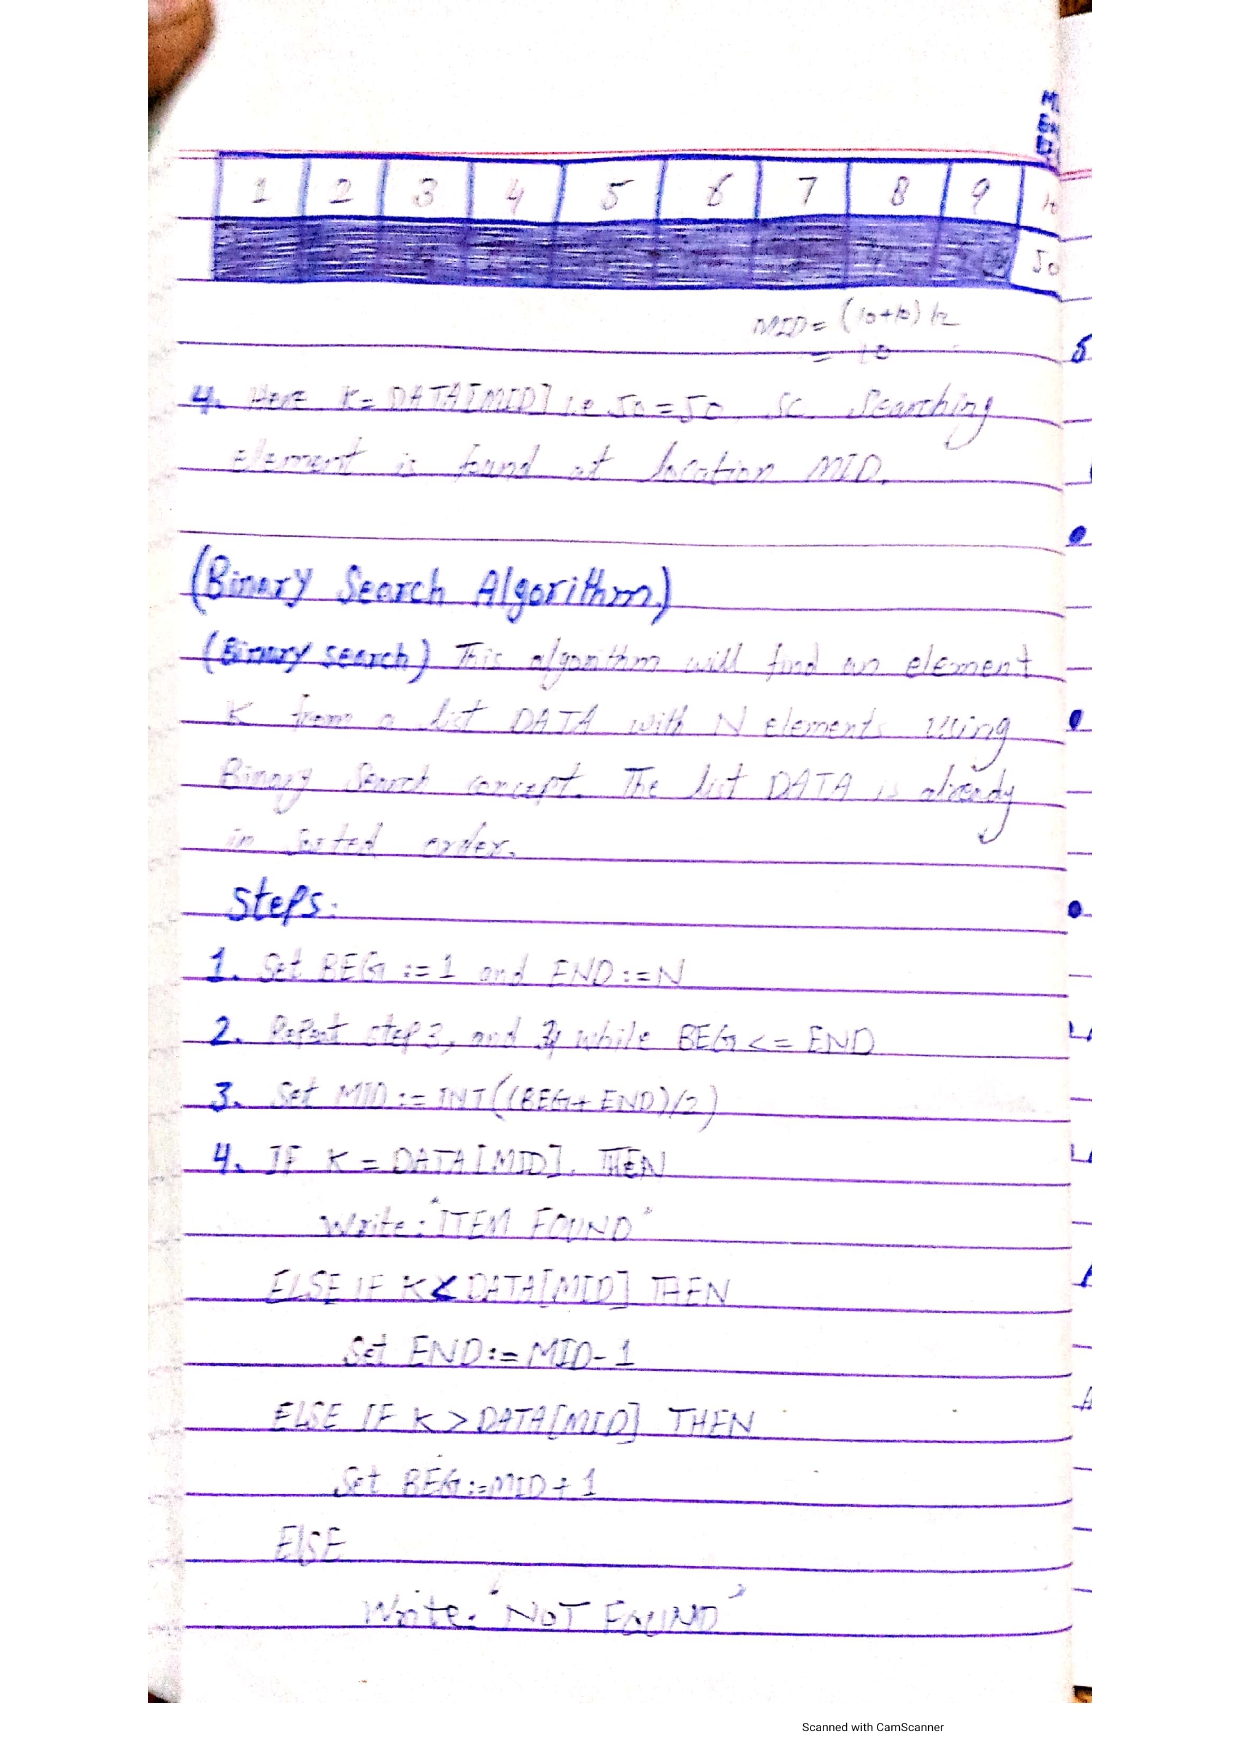 M
EN
BE
1 2 3 4 5 6 7 8 9 10
50
MID = (10+10)/2
= 10
4. Here K = DATA[MID] i.e 50 = 50 so searching
element is found at location MID.
(Binary Search Algorithm)
(Binary search) This algorithm will find an element
K from a list DATA with N elements using
Binary Search concept. The list DATA is already
in sorted order.
Steps:
1. Set BEG := 1 and END := N
2. Repeat step 3, and 4 while BEG <= END
3. Set MID := INT((BEG + END)/2)
4. IF K = DATA[MID], THEN
Write: "ITEM FOUND"
ELSE IF K < DATA[MID] THEN
Set END := MID - 1
ELSE IF K > DATA[MID] THEN
Set BEG := MID + 1
ELSE
Write: "NOT FOUND"
Scanned with CamScanner